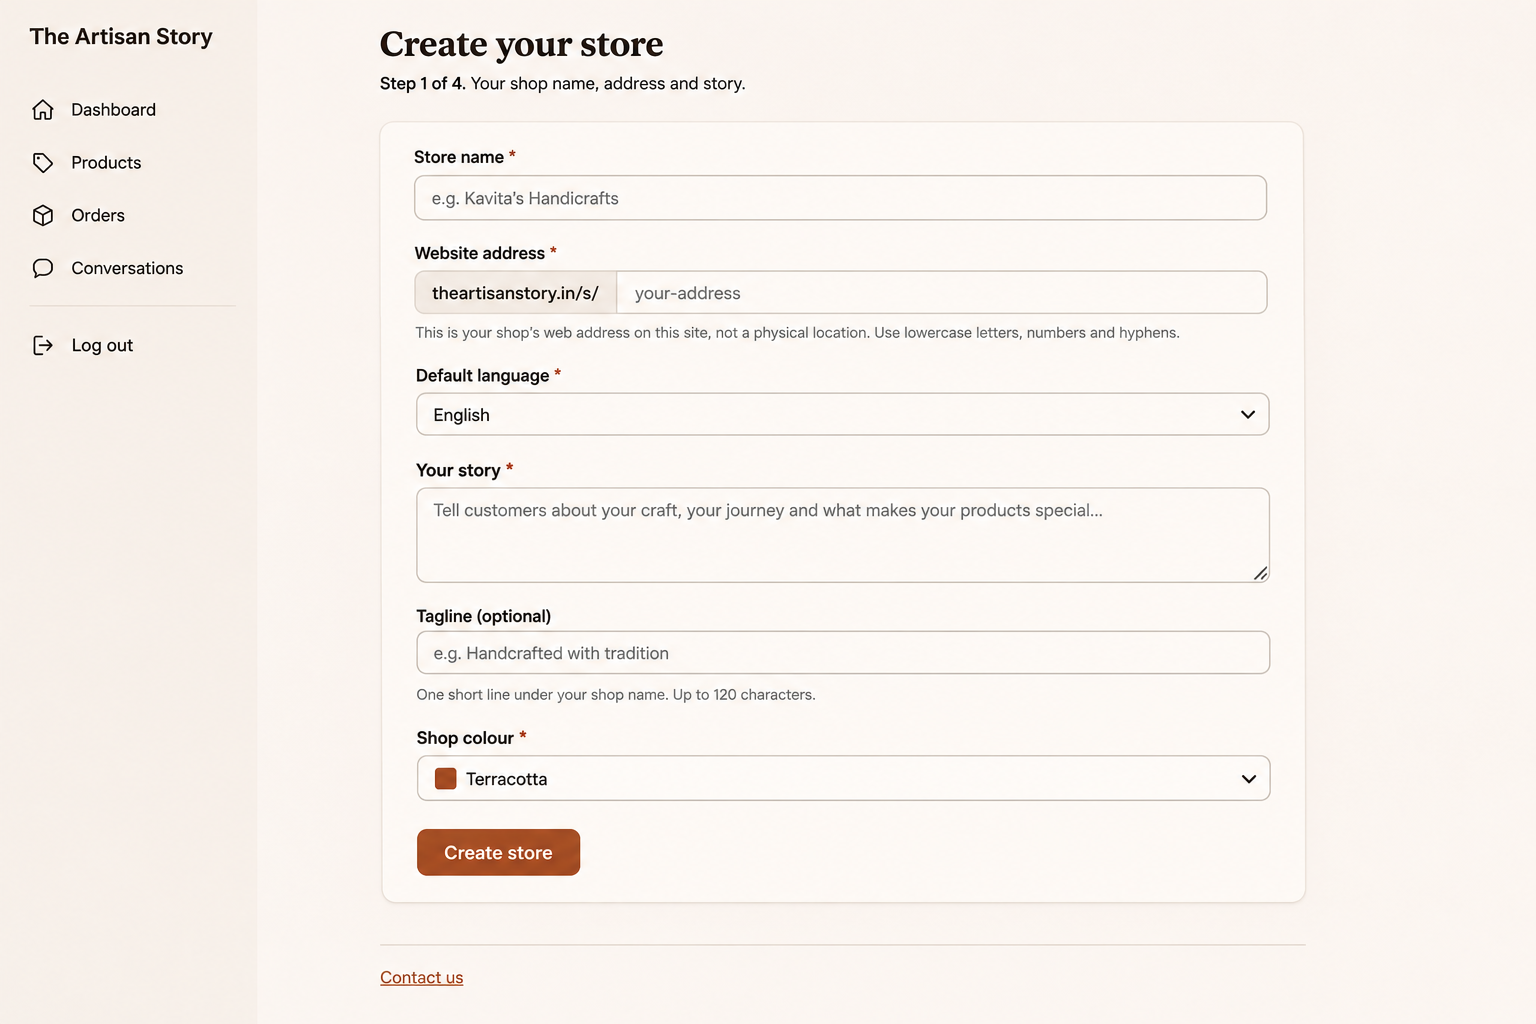 The Artisan Story
Dashboard
Products
Orders
Conversations
Log out
Create your store
Step 1 of 4. Your shop name, address and story.
Store name *
e.g. Kavita's Handicrafts
Website address *
theartisanstory.in/s/ your-address
This is your shop's web address on this site, not a physical location. Use lowercase letters, numbers and hyphens.
Default language *
English
Your story *
Tell customers about your craft, your journey and what makes your products special...
Tagline (optional)
e.g. Handcrafted with tradition
One short line under your shop name. Up to 120 characters.
Shop colour *
Terracotta
Create store
Contact us